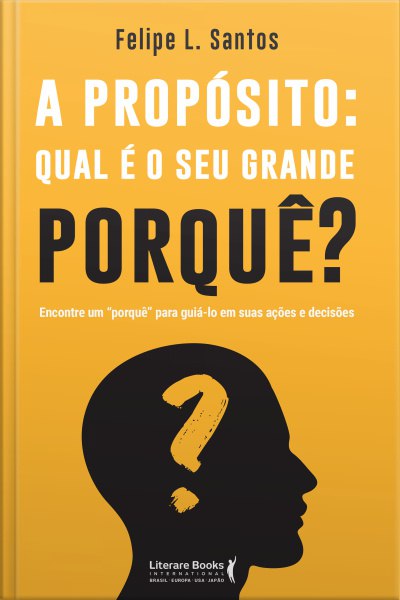 Felipe L. Santos
A PROPÓSITO:
QUAL É O SEU GRANDE
PORQUÊ?
Encontre um “porquê” para guiá-lo em suas ações e decisões
?
Literare Books
INTERNATIONAL
BRASIL · EUROPA · USA · JAPÃO